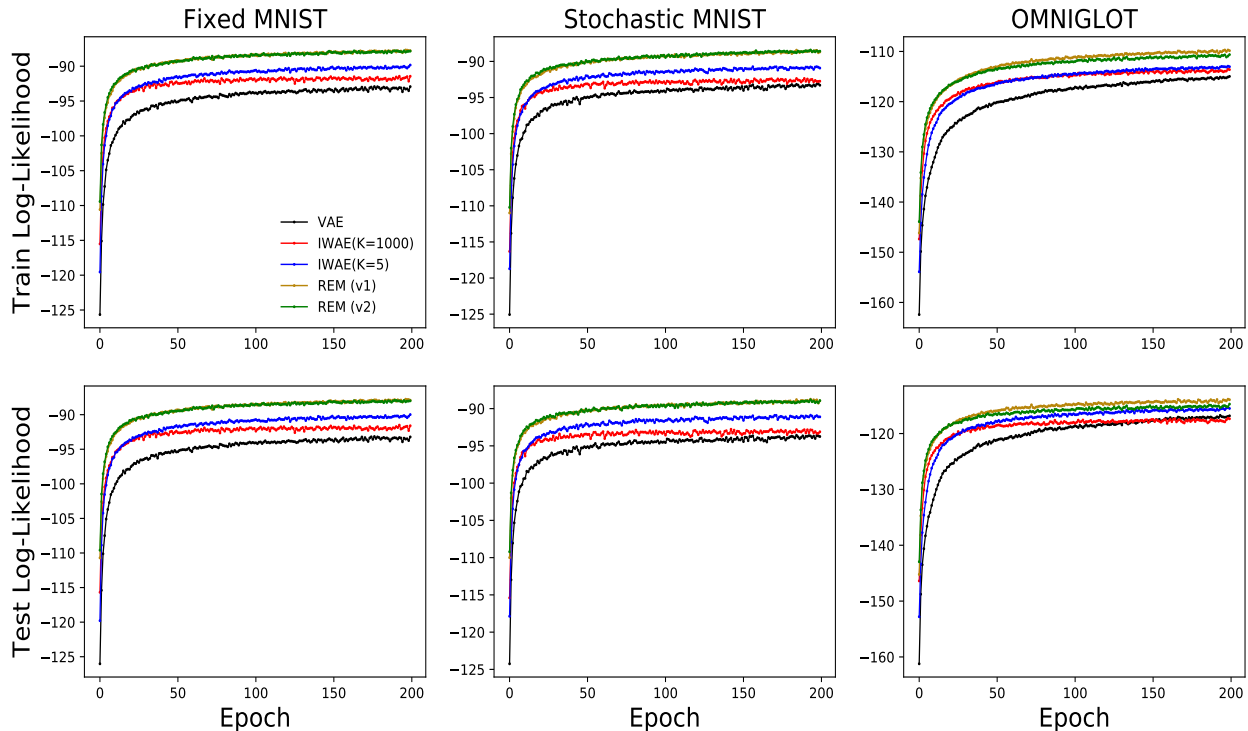 Fixed MNIST
Stochastic MNIST
OMNIGLOT
Train Log-Likelihood
−90
−95
−100
−105
−110
−115
−120
−125
0 50 100 150 200
VAE
IWAE(K=1000)
IWAE(K=5)
REM (v1)
REM (v2)
−90
−95
−100
−105
−110
−115
−120
−125
0 50 100 150 200
−110
−120
−130
−140
−150
−160
0 50 100 150 200
Test Log-Likelihood
−90
−95
−100
−105
−110
−115
−120
−125
0 50 100 150 200
Epoch
−90
−95
−100
−105
−110
−115
−120
−125
0 50 100 150 200
Epoch
−120
−130
−140
−150
−160
0 50 100 150 200
Epoch